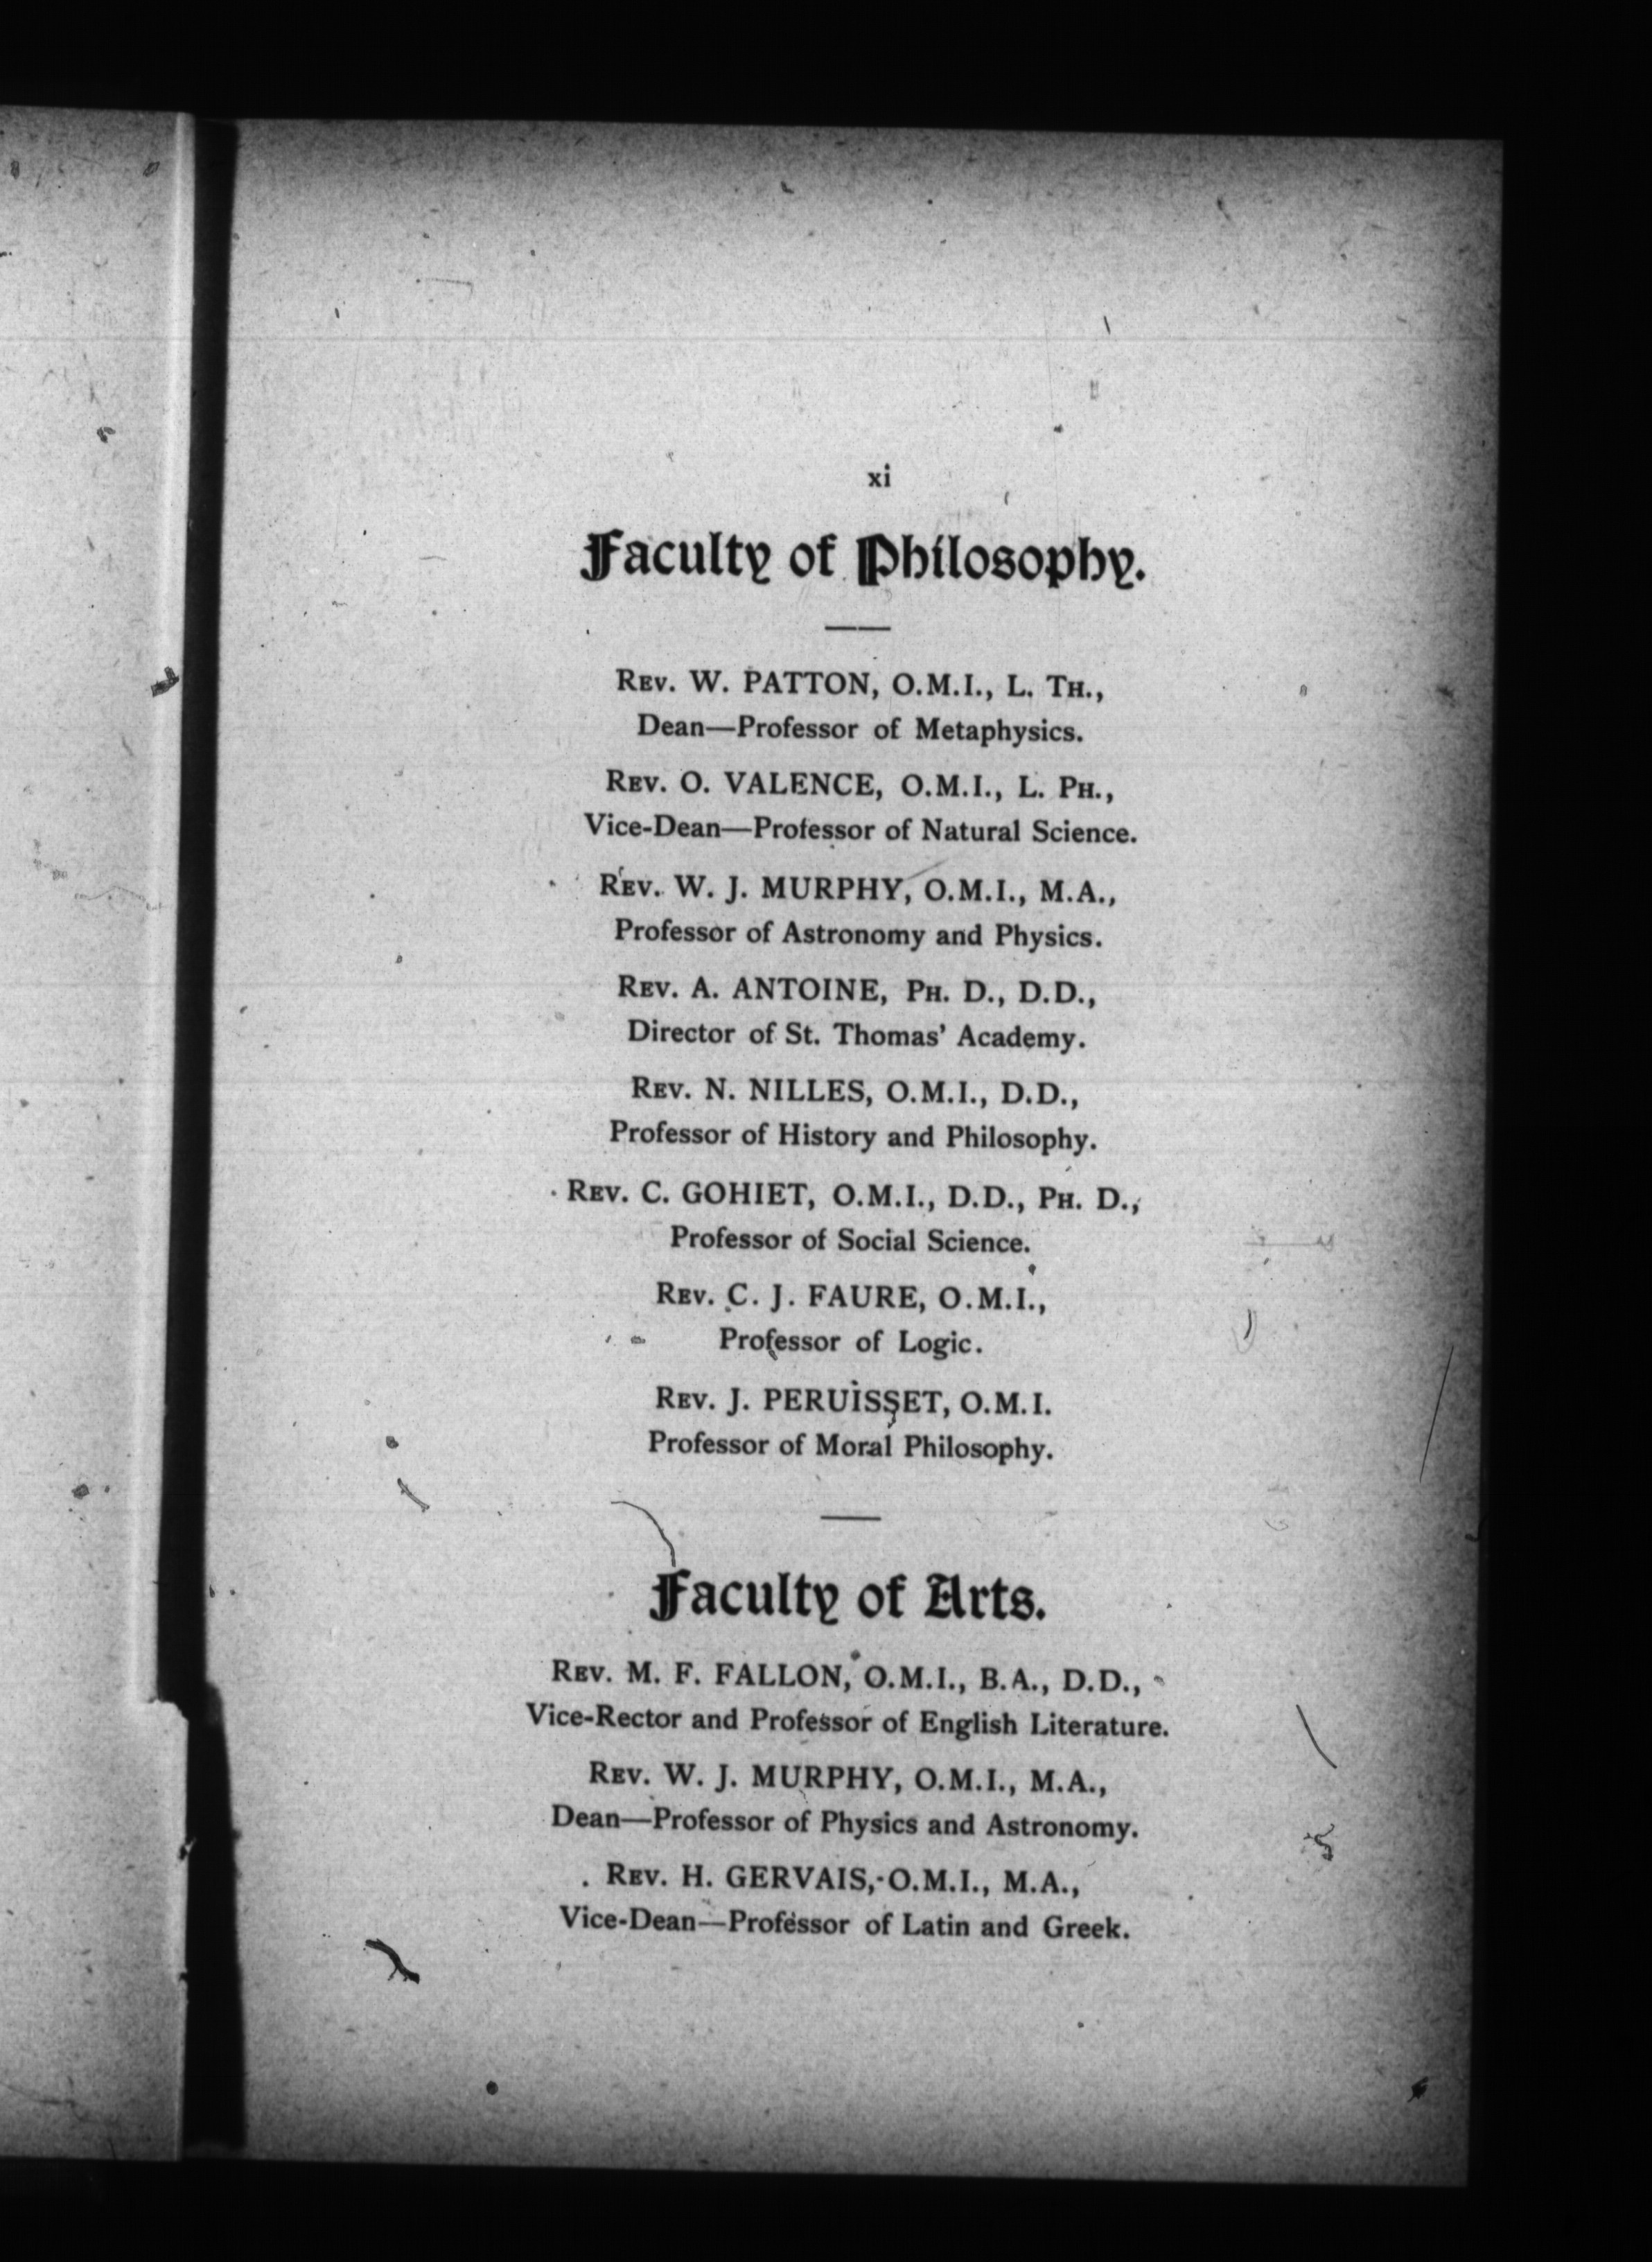 xi
Faculty of Philosophy.
Rev. W. PATTON, O.M.I., L. Th.,
Dean—Professor of Metaphysics.
Rev. O. VALENCE, O.M.I., L. Ph.,
Vice-Dean—Professor of Natural Science.
Rev. W. J. MURPHY, O.M.I., M.A.,
Professor of Astronomy and Physics.
Rev. A. ANTOINE, Ph. D., D.D.,
Director of St. Thomas' Academy.
Rev. N. NILLES, O.M.I., D.D.,
Professor of History and Philosophy.
Rev. C. GOHIET, O.M.I., D.D., Ph. D.,
Professor of Social Science.
Rev. C. J. FAURE, O.M.I.,
Professor of Logic.
Rev. J. PERUISSET, O.M.I.
Professor of Moral Philosophy.
Faculty of Arts.
Rev. M. F. FALLON, O.M.I., B.A., D.D.,
Vice-Rector and Professor of English Literature.
Rev. W. J. MURPHY, O.M.I., M.A.,
Dean—Professor of Physics and Astronomy.
Rev. H. GERVAIS, O.M.I., M.A.,
Vice-Dean—Professor of Latin and Greek.